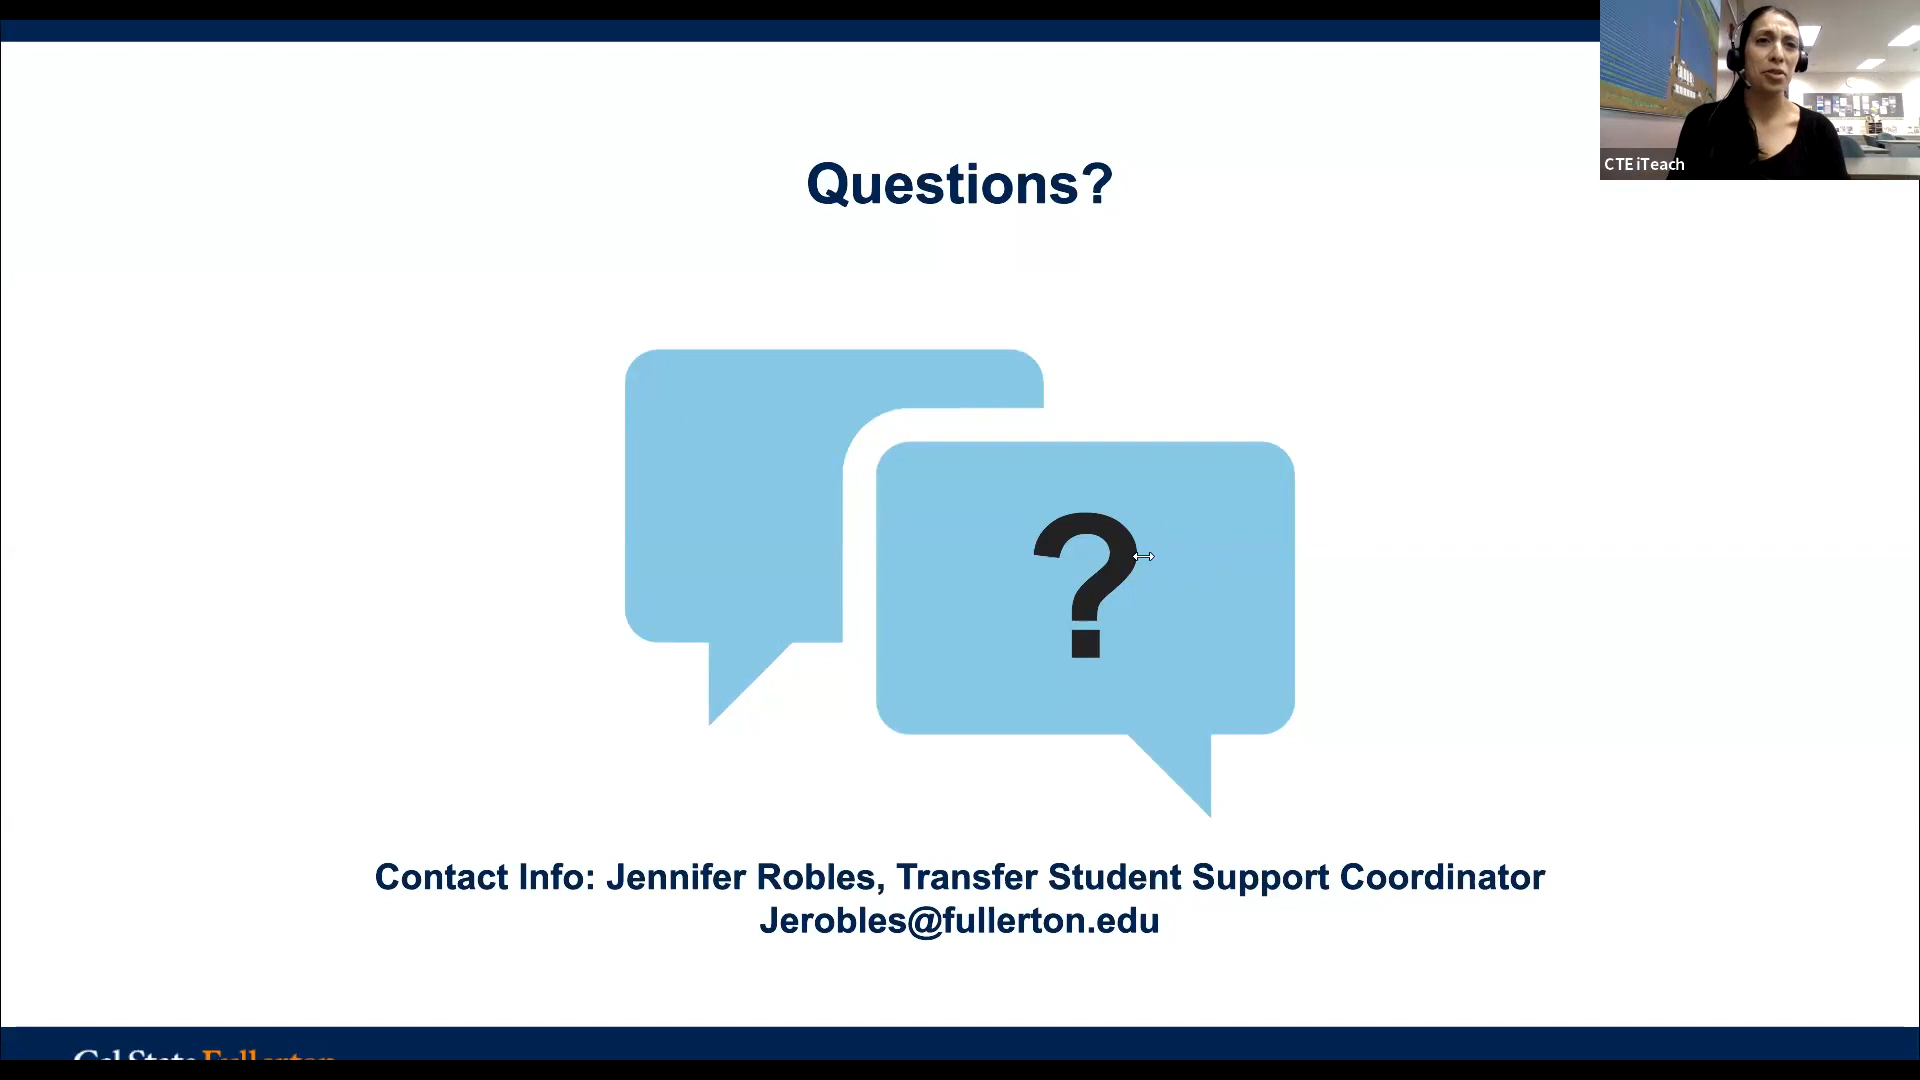 CTE iTeach
Questions?
?
Contact Info: Jennifer Robles, Transfer Student Support Coordinator
Jerobles@fullerton.edu
Cal State Fullerton